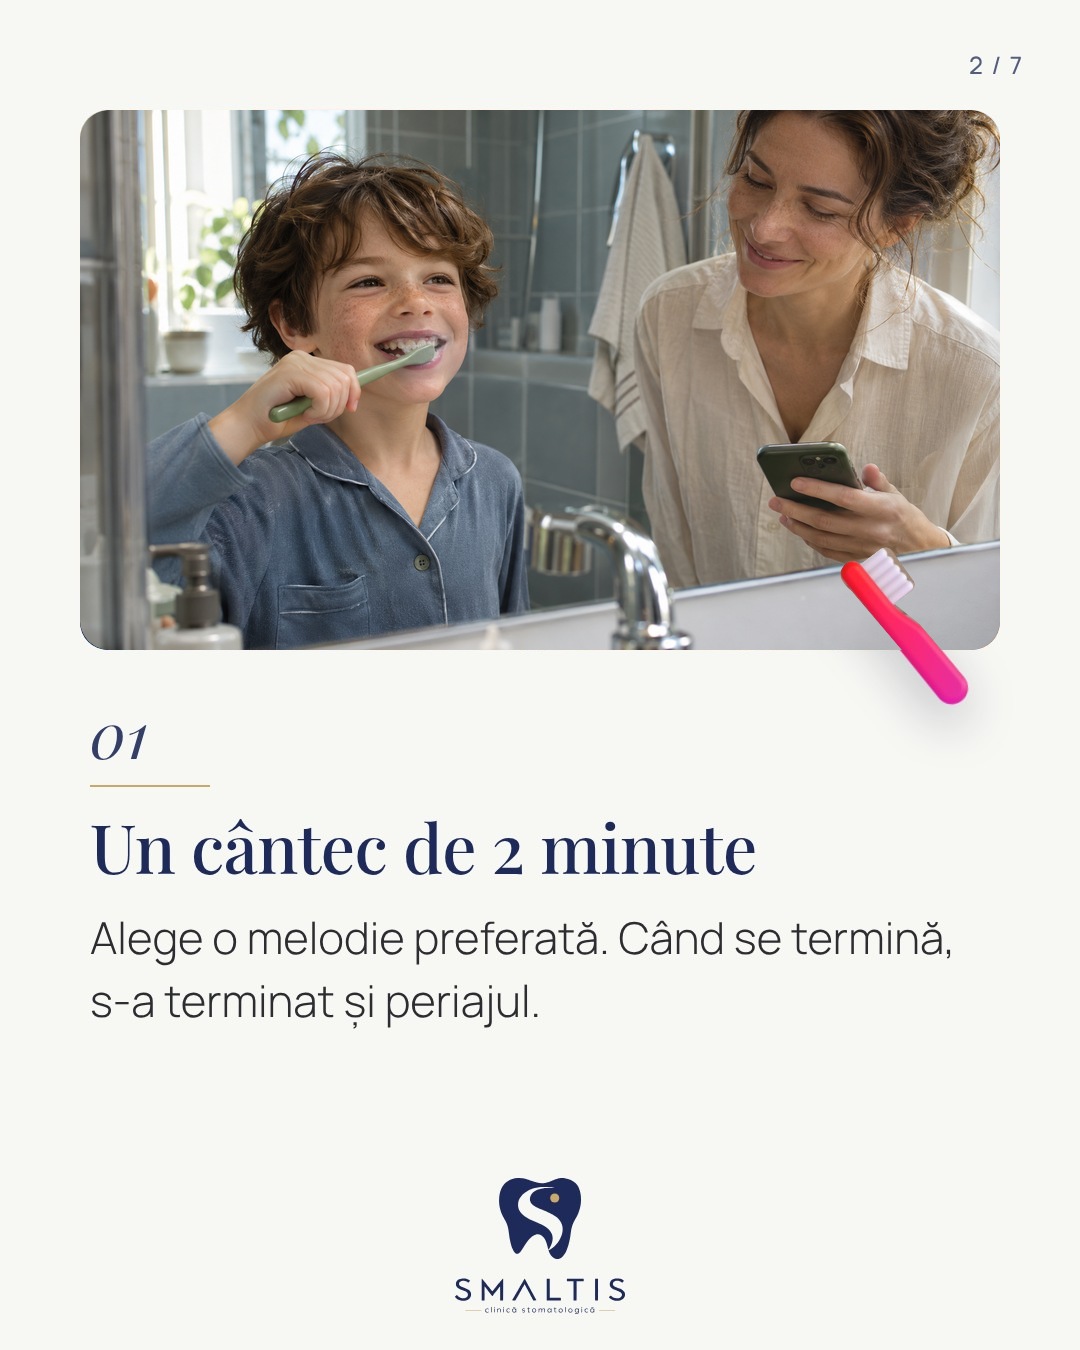 2 / 7
01
Un cântec de 2 minute
Alege o melodie preferată. Când se termină,
s-a terminat și periajul.
SMALTIS
clinică stomatologică